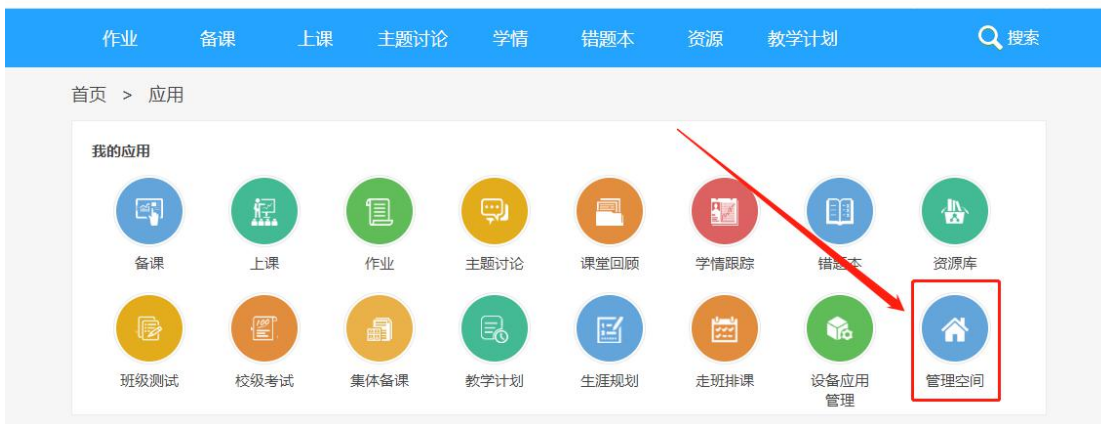 作业 备课 上课 主题讨论 学情 错题本 资源 教学计划 搜索
首页 > 应用
我的应用
备课 上课 作业 主题讨论 课堂回顾 学情跟踪 错题本 资源库
班级测试 校级考试 集体备课 教学计划 生涯规划 走班排课 设备应用 管理空间
管理